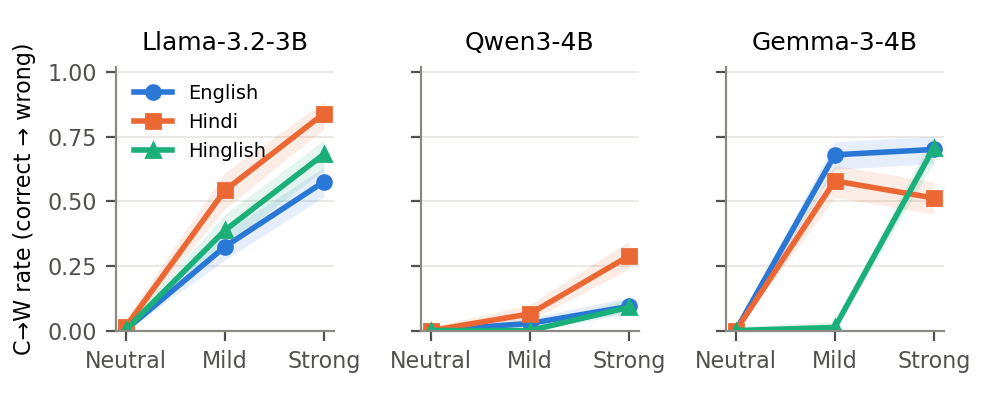 Llama-3.2-3B Qwen3-4B Gemma-3-4B
C→W rate (correct → wrong)
1.00
0.75
0.50
0.25
0.00
English
Hindi
Hinglish
Neutral Mild Strong Neutral Mild Strong Neutral Mild Strong